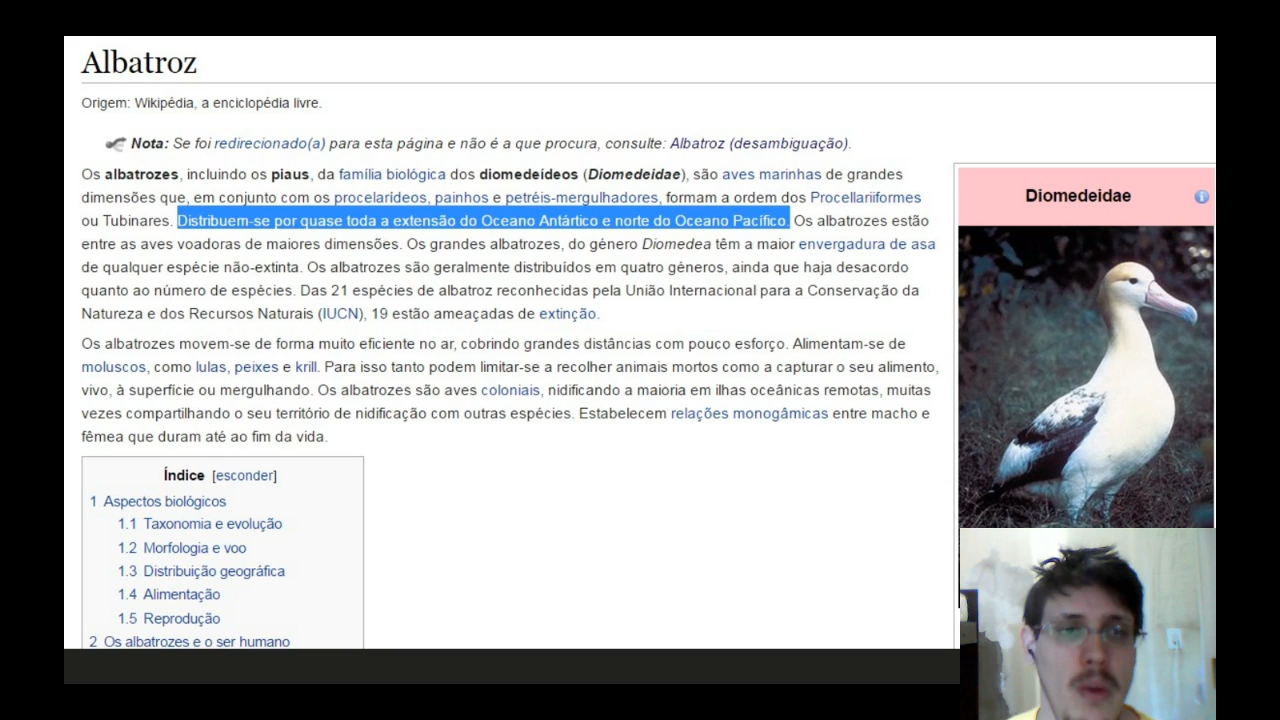 Albatroz
Origem: Wikipédia, a enciclopédia livre.
Nota: Se foi redirecionado(a) para esta página e não é a que procura, consulte: Albatroz (desambiguação).
Os albatrozes, incluindo os piaus, da família biológica dos diomedeídeos (Diomedeidae), são aves marinhas de grandes
dimensões que, em conjunto com os procelarídeos, painhos e petréis-mergulhadores, formam a ordem dos Procellariiformes
ou Tubinares. Distribuem-se por quase toda a extensão do Oceano Antártico e norte do Oceano Pacífico. Os albatrozes estão
entre as aves voadoras de maiores dimensões. Os grandes albatrozes, do género Diomedea têm a maior envergadura de asa
de qualquer espécie não-extinta. Os albatrozes são geralmente distribuídos em quatro géneros, ainda que haja desacordo
quanto ao número de espécies. Das 21 espécies de albatroz reconhecidas pela União Internacional para a Conservação da
Natureza e dos Recursos Naturais (IUCN), 19 estão ameaçadas de extinção.
Os albatrozes movem-se de forma muito eficiente no ar, cobrindo grandes distâncias com pouco esforço. Alimentam-se de
moluscos, como lulas, peixes e krill. Para isso tanto podem limitar-se a recolher animais mortos como a capturar o seu alimento,
vivo, à superfície ou mergulhando. Os albatrozes são aves coloniais, nidificando a maioria em ilhas oceânicas remotas, muitas
vezes compartilhando o seu território de nidificação com outras espécies. Estabelecem relações monogâmicas entre macho e
fêmea que duram até ao fim da vida.
Índice [esconder]
1 Aspectos biológicos
1.1 Taxonomia e evolução
1.2 Morfologia e voo
1.3 Distribuição geográfica
1.4 Alimentação
1.5 Reprodução
2 Os albatrozes e o ser humano
Diomedeidae